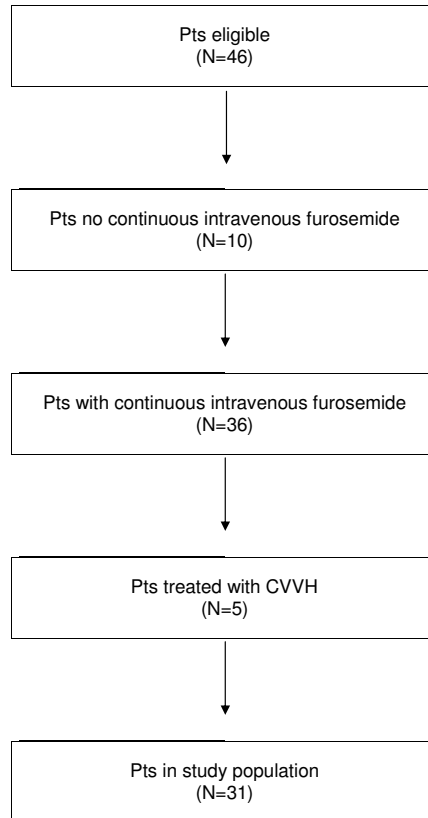 Pts eligible
(N=46)
Pts no continuous intravenous furosemide
(N=10)
Pts with continuous intravenous furosemide
(N=36)
Pts treated with CVVH
(N=5)
Pts in study population
(N=31)